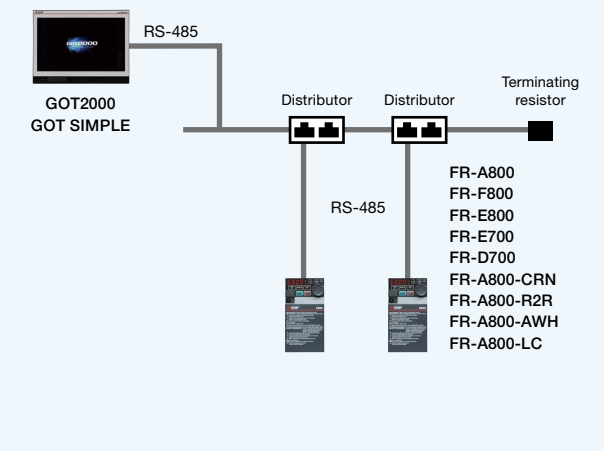 RS-485
GOT2000
GOT2000
GOT SIMPLE
Distributor
Distributor
Terminating
resistor
RS-485
FR-A800
FR-F800
FR-E800
FR-E700
FR-D700
FR-A800-CRN
FR-A800-R2R
FR-A800-AWH
FR-A800-LC